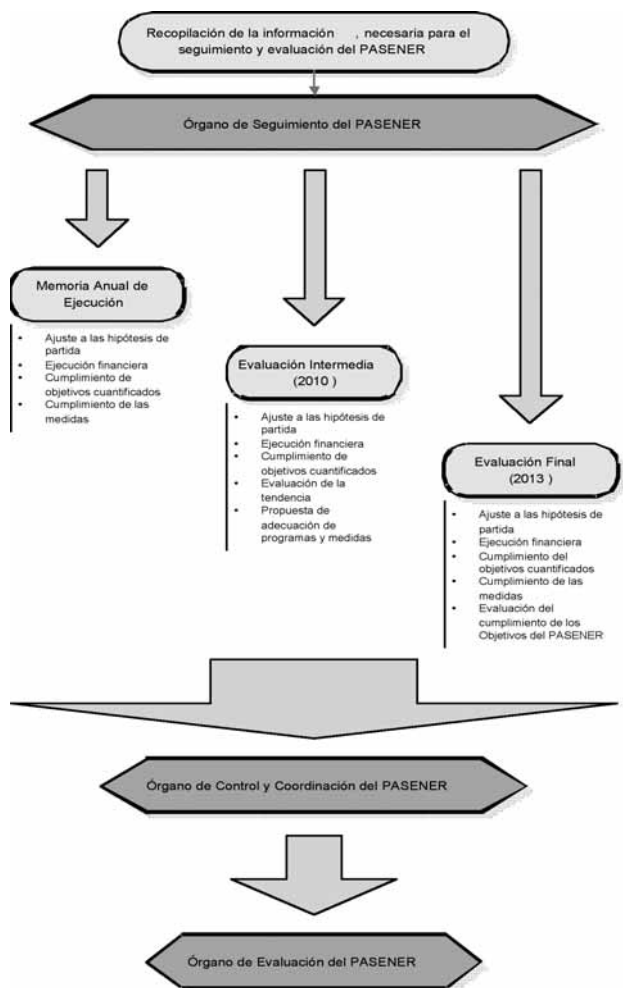 Recopilación de la información , necesaria para el
seguimiento y evaluación del PASENER
Órgano de Seguimiento del PASENER
Memoria Anual de
Ejecución
• Ajuste a las hipótesis de
partida
• Ejecución financiera
• Cumplimiento de
objetivos cuantificados
• Cumplimiento de las
medidas
Evaluación Intermedia
(2010 )
• Ajuste a las hipótesis de
partida
• Ejecución financiera
• Cumplimiento de
objetivos cuantificados
• Evaluación de la
tendencia
• Propuesta de
adecuación de
programas y medidas
Evaluación Final
(2013 )
• Ajuste a las hipótesis de
partida
• Ejecución financiera
• Cumplimiento del
objetivos cuantificados
• Cumplimiento de las
medidas
• Evaluación del
cumplimiento de los
Objetivos del PASENER
Órgano de Control y Coordinación del PASENER
Órgano de Evaluación del PASENER